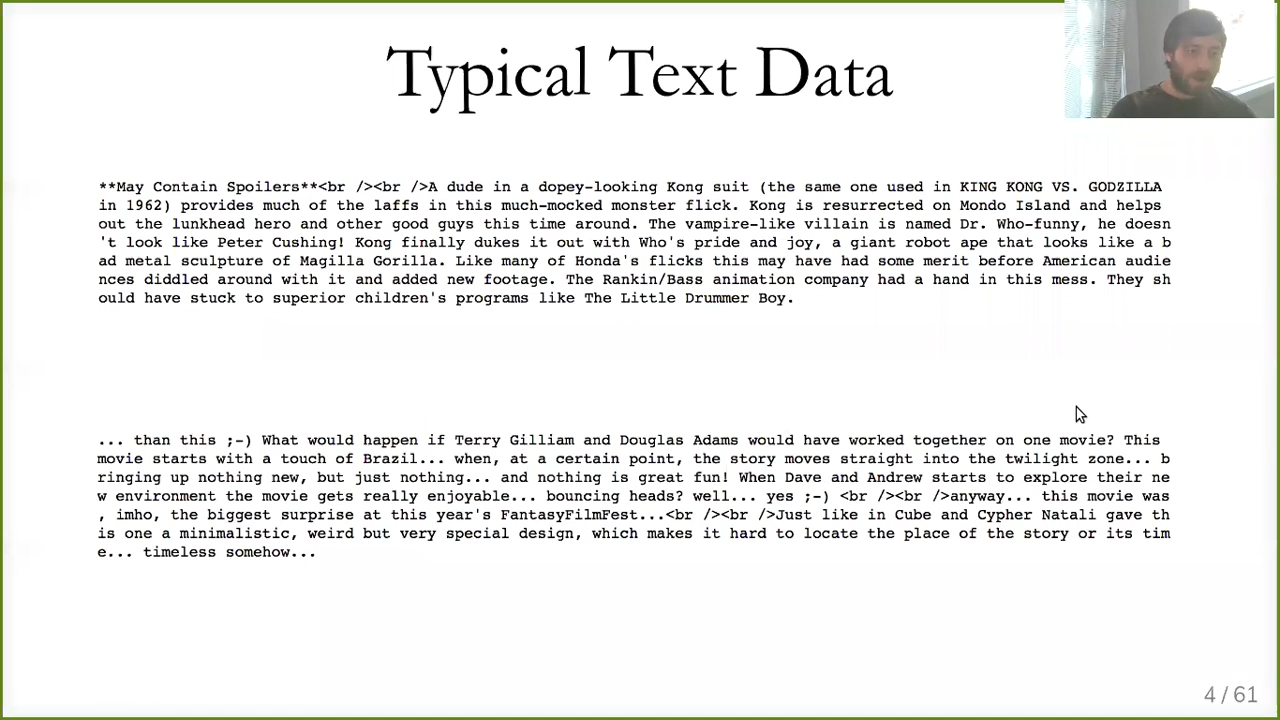 Typical Text Data
**May Contain Spoilers**<br /><br />A dude in a dopey-looking Kong suit (the same one used in KING KONG VS. GODZILLA
in 1962) provides much of the laffs in this much-mocked monster flick. Kong is resurrected on Mondo Island and helps
out the lunkhead hero and other good guys this time around. The vampire-like villain is named Dr. Who-funny, he doesn
't look like Peter Cushing! Kong finally dukes it out with Who's pride and joy, a giant robot ape that looks like a b
ad metal sculpture of Magilla Gorilla. Like many of Honda's flicks this may have had some merit before American audie
nces diddled around with it and added new footage. The Rankin/Bass animation company had a hand in this mess. They sh
ould have stuck to superior children's programs like The Little Drummer Boy.
... than this ;-) What would happen if Terry Gilliam and Douglas Adams would have worked together on one movie? This
movie starts with a touch of Brazil... when, at a certain point, the story moves straight into the twilight zone... b
ringing up nothing new, but just nothing... and nothing is great fun! When Dave and Andrew starts to explore their ne
w environment the movie gets really enjoyable... bouncing heads? well... yes ;-) <br /><br />anyway... this movie was
, imho, the biggest surprise at this year's FantasyFilmFest...<br /><br />Just like in Cube and Cypher Natali gave th
is one a minimalistic, weird but very special design, which makes it hard to locate the place of the story or its tim
e... timeless somehow...
4 / 61